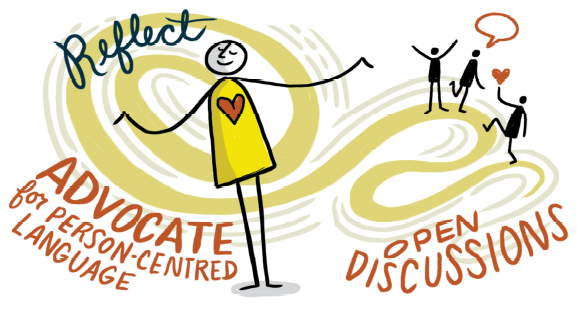 Reflect
ADVOCATE
for PERSON-CENTRED
LANGUAGE
OPEN
DISCUSSIONS